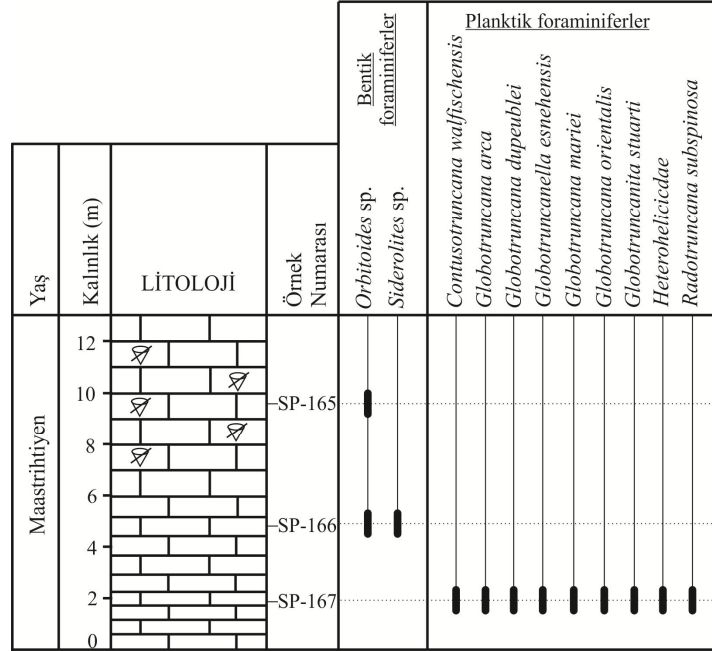 Planktik foraminiferler
Bentik
foraminiferler
Yaş
Kalınlık (m)
LİTOLOJİ
Örnek
Numarası
Orbitoides sp.
Siderolites sp.
Contusotruncana walfischensis
Globotruncana arca
Globotruncana dupeublei
Globotruncanella esnehensis
Globotruncana mariei
Globotruncana orientalis
Globotruncanita stuarti
Heterohelicicdae
Radotruncana subspinosa
Maastrihtiyen
12
10
8
6
4
2
0
SP-165
SP-166
SP-167